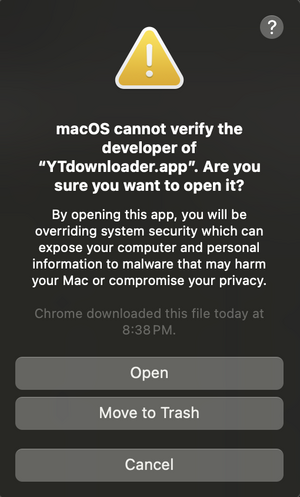 ?
macOS cannot verify the
developer of
“YTdownloader.app”. Are you
sure you want to open it?
By opening this app, you will be
overriding system security which can
expose your computer and personal
information to malware that may harm
your Mac or compromise your privacy.
Chrome downloaded this file today at
8:38 PM.
Open
Move to Trash
Cancel